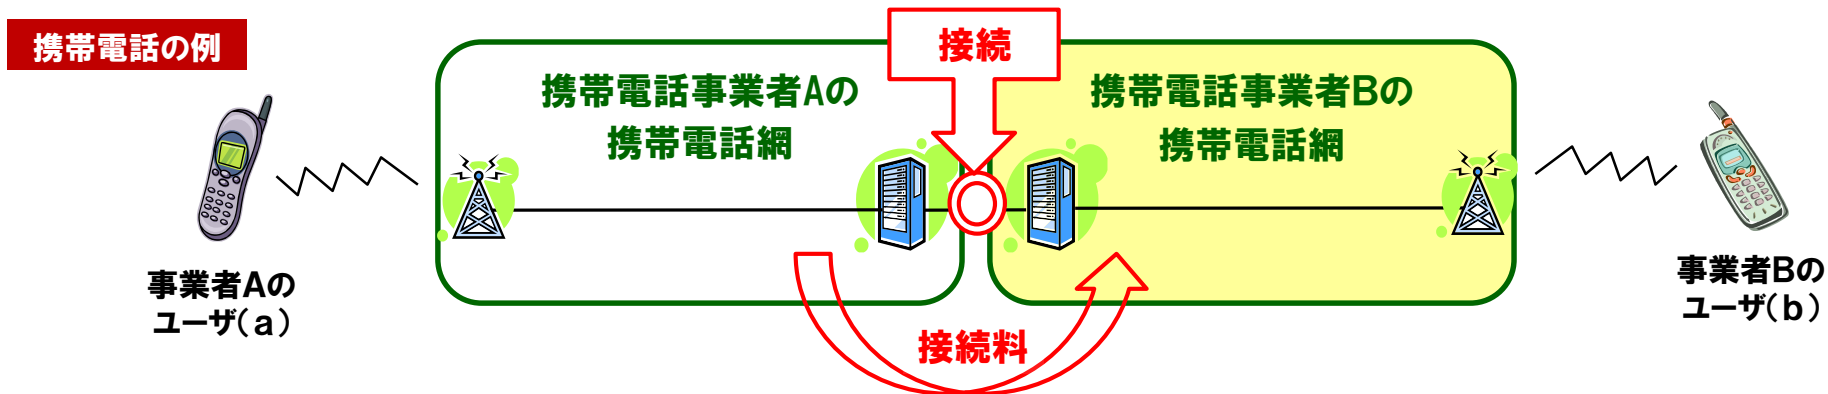 携帯電話の例
接続
携帯電話事業者Aの
携帯電話網
携帯電話事業者Bの
携帯電話網
事業者Aの
ユーザ(a)
事業者Bの
ユーザ(b)
接続料